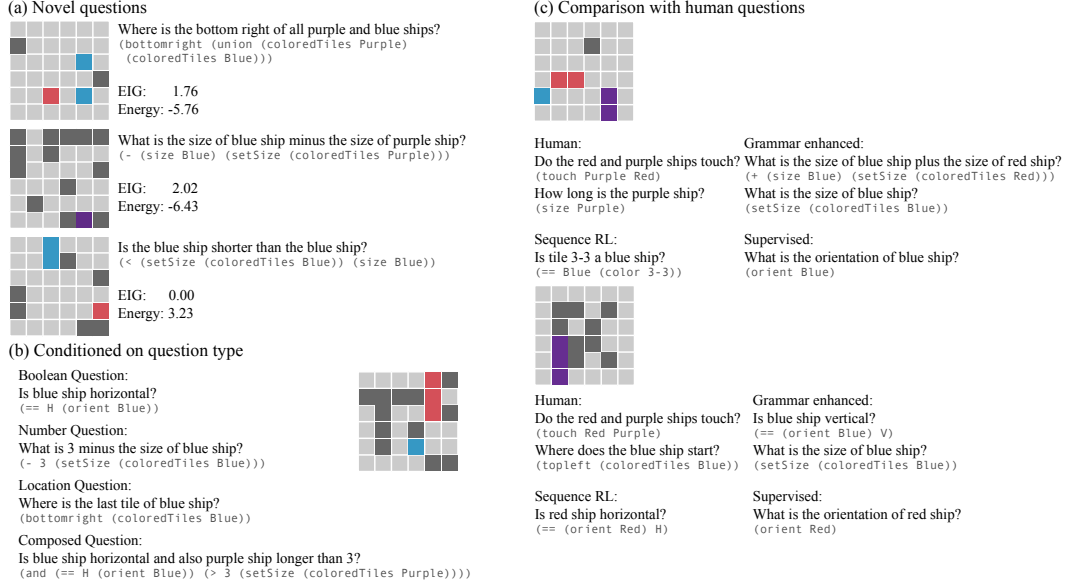 (a) Novel questions
Where is the bottom right of all purple and blue ships?
(bottomright (union (coloredTiles Purple)
(coloredTiles Blue)))
EIG: 1.76
Energy: -5.76
What is the size of blue ship minus the size of purple ship?
(- (size Blue) (setSize (coloredTiles Purple)))
EIG: 2.02
Energy: -6.43
Is the blue ship shorter than the blue ship?
(< (setSize (coloredTiles Blue)) (size Blue))
EIG: 0.00
Energy: 3.23
(b) Conditioned on question type
Boolean Question:
Is blue ship horizontal?
(== H (orient Blue))
Number Question:
What is 3 minus the size of blue ship?
(- 3 (setSize (coloredTiles Blue)))
Location Question:
Where is the last tile of blue ship?
(bottomright (coloredTiles Blue))
Composed Question:
Is blue ship horizontal and also purple ship longer than 3?
(and (== H (orient Blue)) (> 3 (setSize (coloredTiles Purple))))
(c) Comparison with human questions
Human:
Do the red and purple ships touch?
(touch Purple Red)
How long is the purple ship?
(size Purple)
Grammar enhanced:
What is the size of blue ship plus the size of red ship?
(+ (size Blue) (setSize (coloredTiles Red)))
What is the size of blue ship?
(setSize (coloredTiles Blue))
Sequence RL:
Is tile 3-3 a blue ship?
(== Blue (color 3-3))
Supervised:
What is the orientation of blue ship?
(orient Blue)
Human:
Do the red and purple ships touch?
(touch Red Purple)
Where does the blue ship start?
(topleft (coloredTiles Blue))
Grammar enhanced:
Is blue ship vertical?
(== (orient Blue) V)
What is the size of blue ship?
(setSize (coloredTiles Blue))
Sequence RL:
Is red ship horizontal?
(== (orient Red) H)
Supervised:
What is the orientation of red ship?
(orient Red)